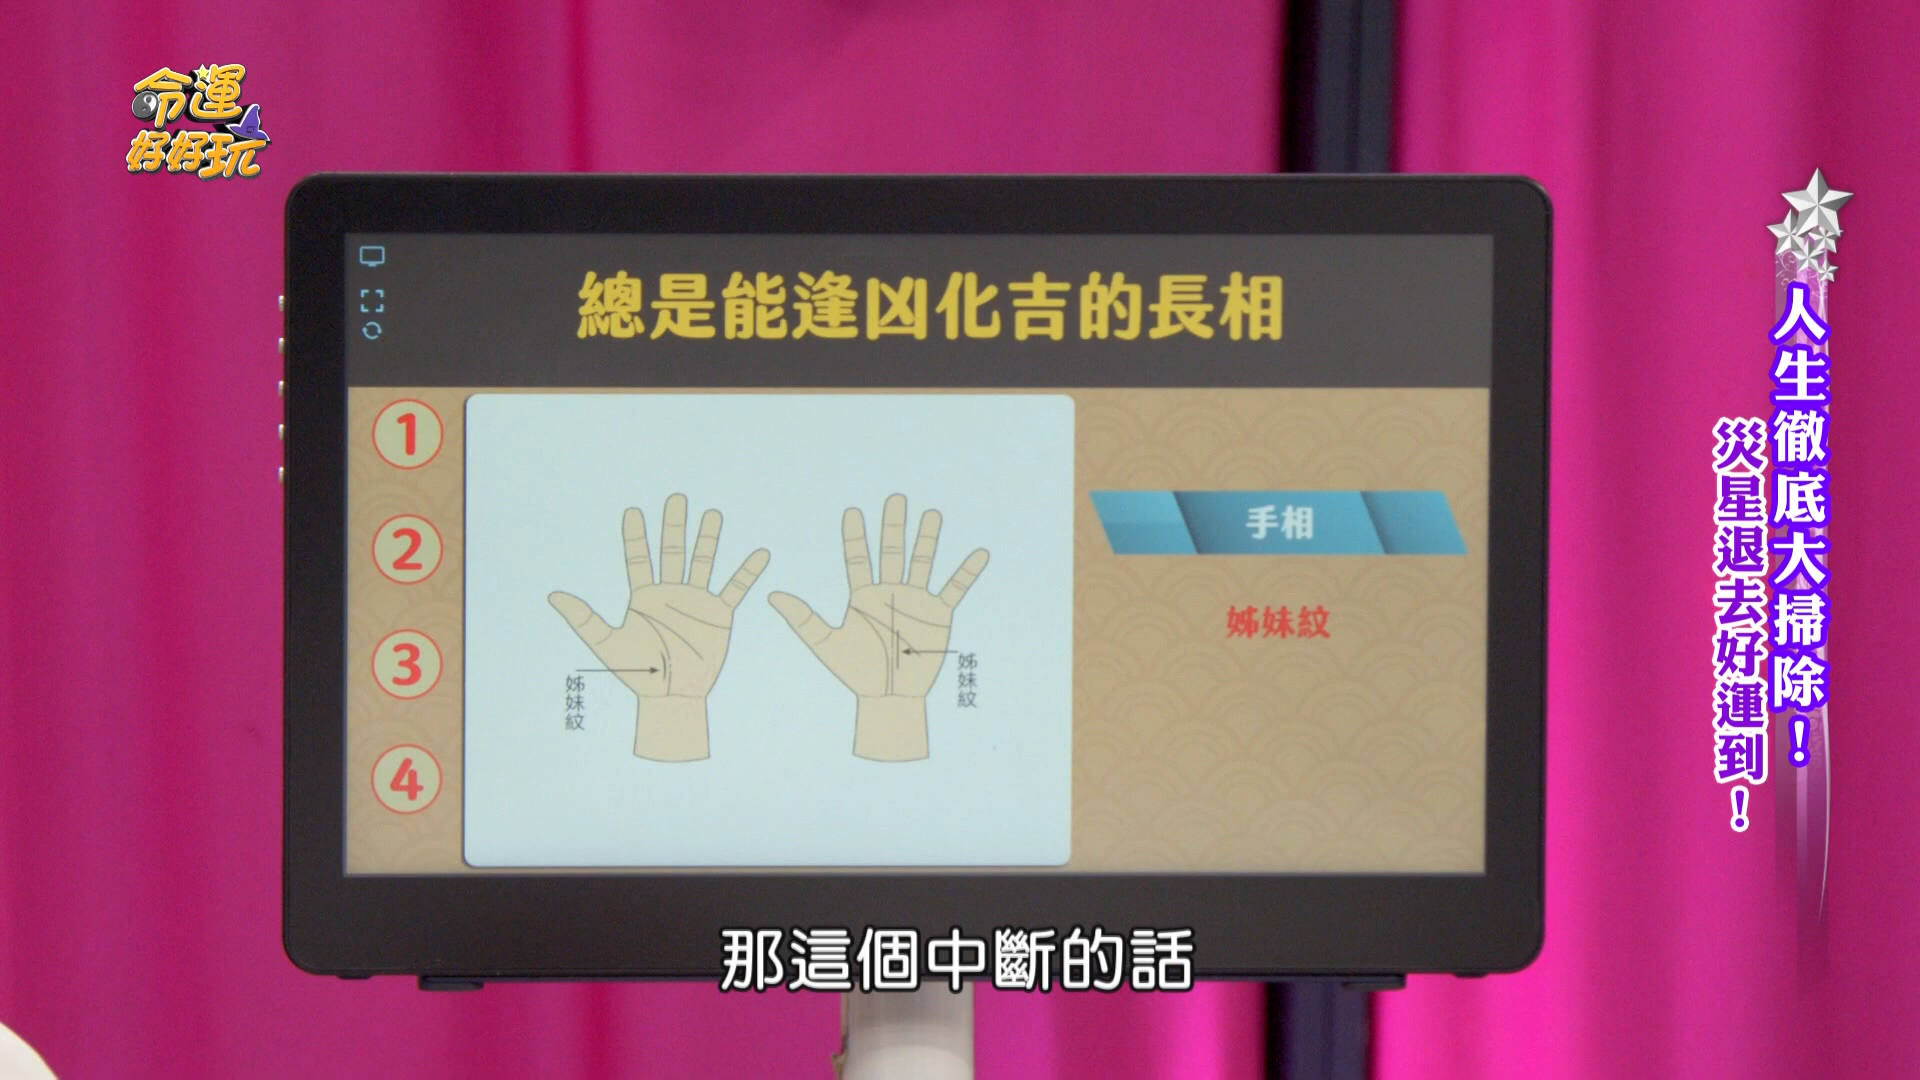 命運
好好玩
總是能逢凶化吉的長相
1
2
3
4
姊妹紋
姊妹紋
手相
姊妹紋
人生徹底大掃除！
災星退去好運到！
那這個中斷的話